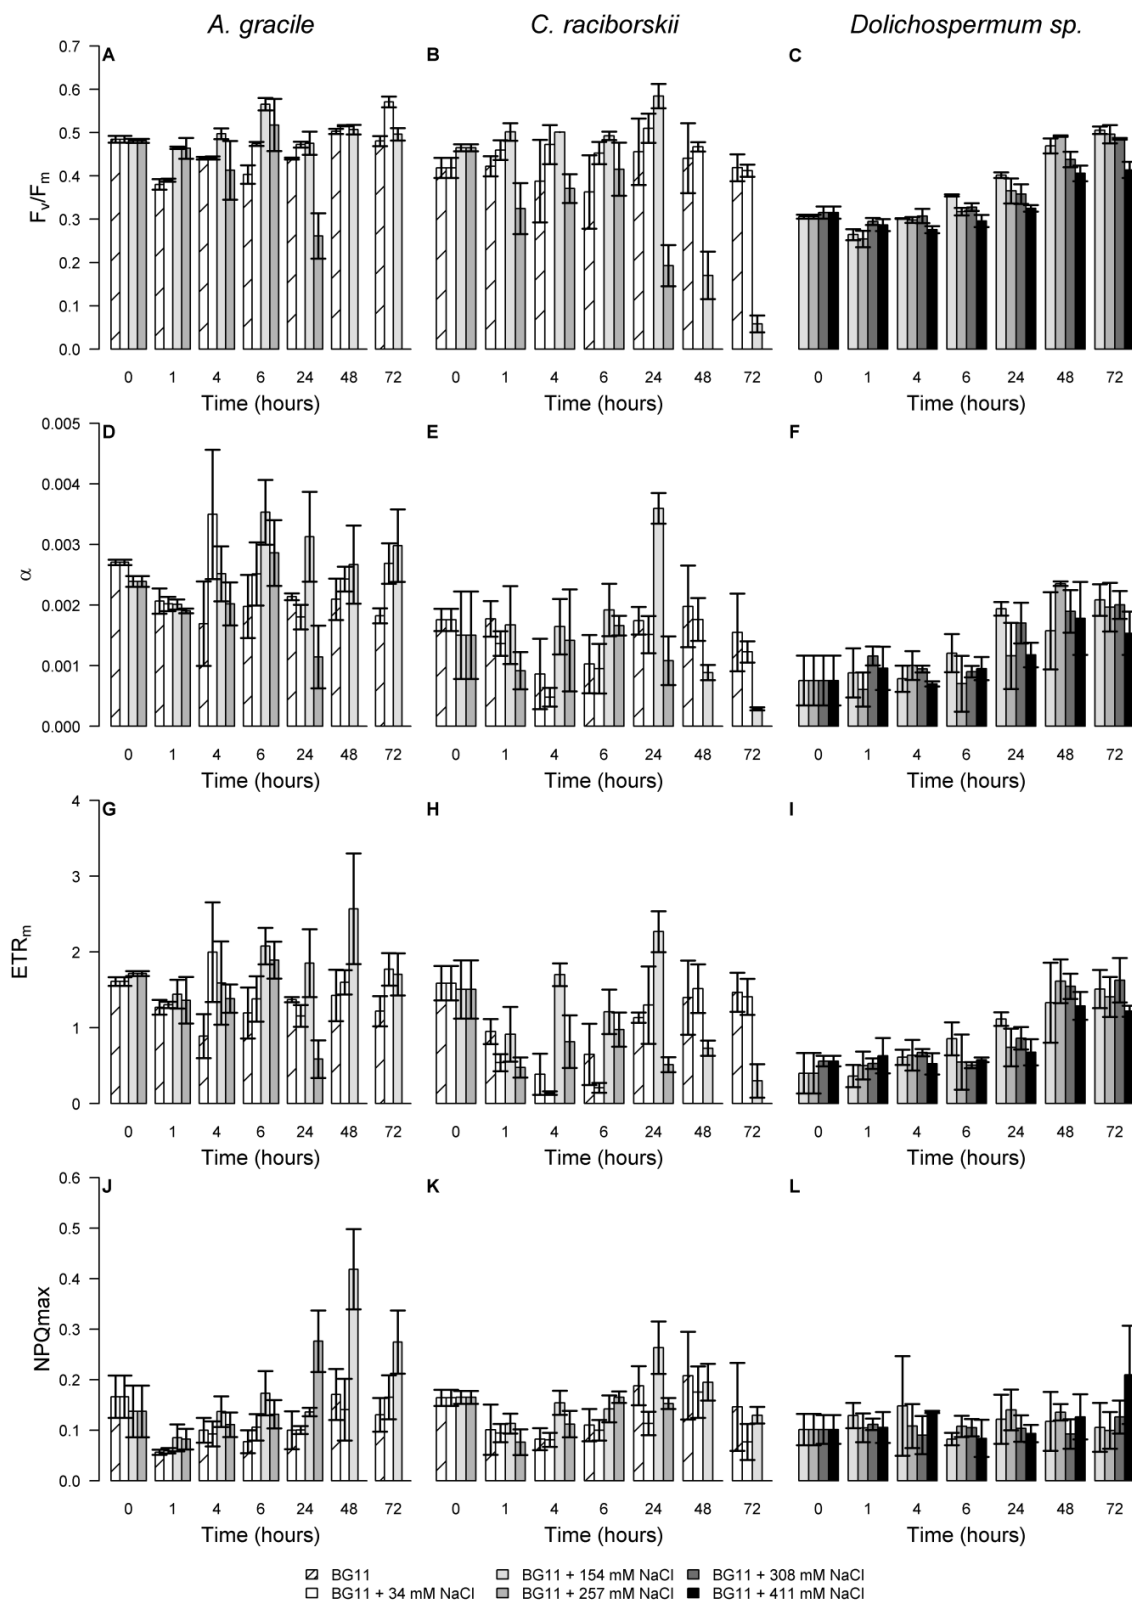 A. gracile C. raciborskii Dolichospermum sp.
A B C
Fv/Fm
0.7
0.6
0.5
0.4
0.3
0.2
0.1
0.0
0 1 4 6 24 48 72 0 1 4 6 24 48 72 0 1 4 6 24 48 72
Time (hours) Time (hours) Time (hours)
D E F
α
0.005
0.004
0.003
0.002
0.001
0.000
0 1 4 6 24 48 72 0 1 4 6 24 48 72 0 1 4 6 24 48 72
Time (hours) Time (hours) Time (hours)
G H I
ETRm
4
3
2
1
0
0 1 4 6 24 48 72 0 1 4 6 24 48 72 0 1 4 6 24 48 72
Time (hours) Time (hours) Time (hours)
J K L
NPQmax
0.6
0.5
0.4
0.3
0.2
0.1
0.0
0 1 4 6 24 48 72 0 1 4 6 24 48 72 0 1 4 6 24 48 72
Time (hours) Time (hours) Time (hours)
BG11 BG11 + 154 mM NaCl BG11 + 308 mM NaCl
BG11 + 34 mM NaCl BG11 + 257 mM NaCl BG11 + 411 mM NaCl